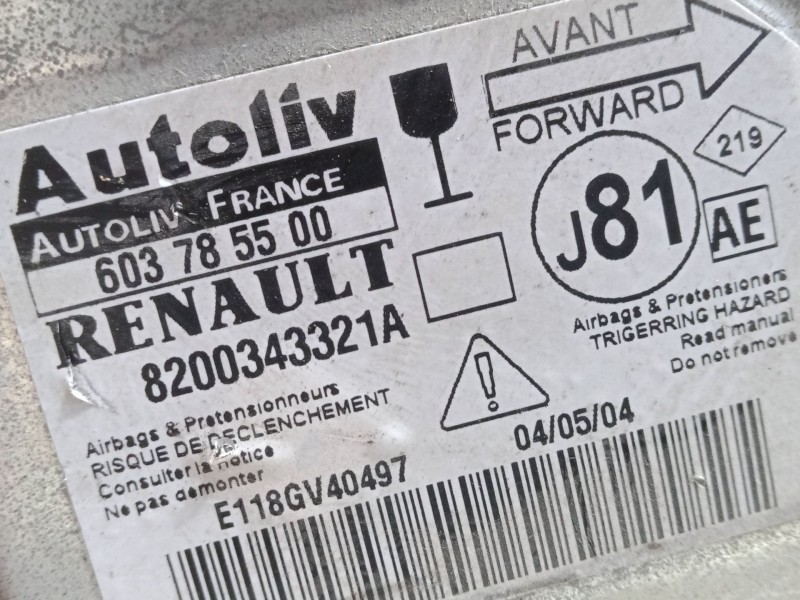 Autoliv
AUTOLIV FRANCE
603 78 55 00
RENAULT
8200343321A
AVANT
FORWARD
J81
219
AE
Airbags & Pretensioners
TRIGERRING HAZARD
Read manual
Do not remove
Airbags & Pretensionneurs
RISQUE DE DECLENCHEMENT
Consulter la notice
Ne pas demonter
04/05/04
E118GV40497